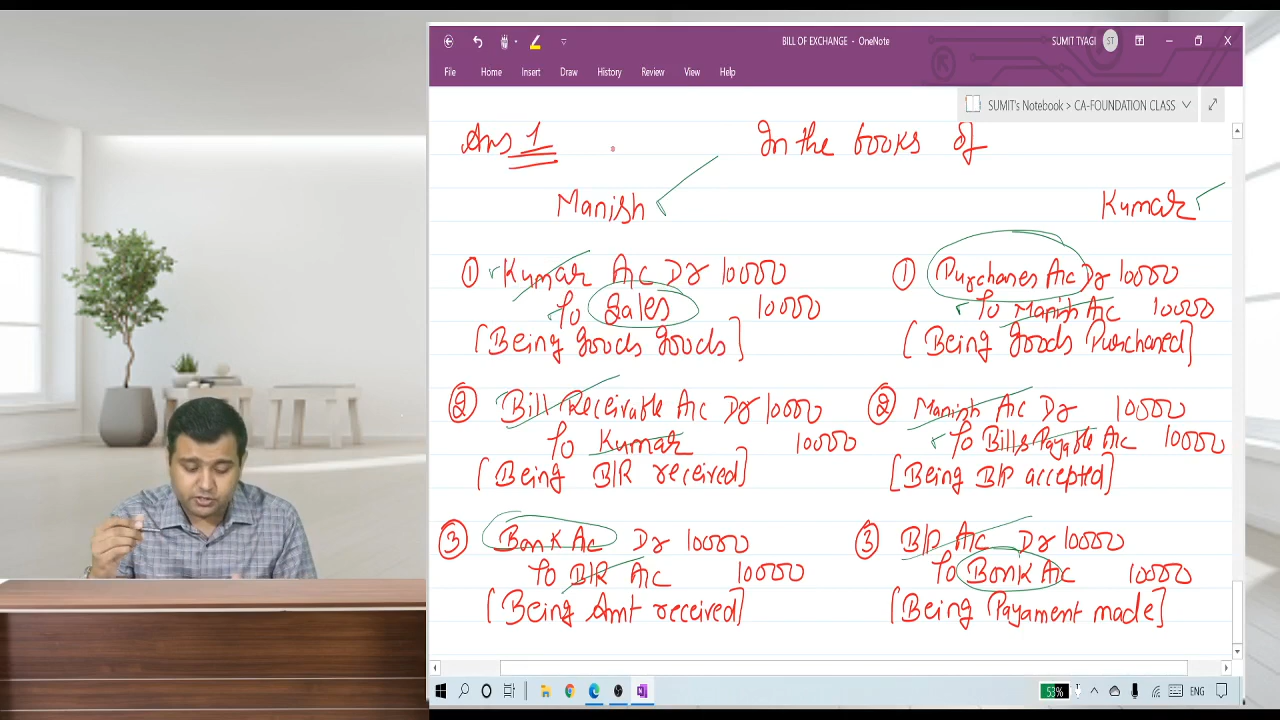 BILL OF EXCHANGE - OneNote
SUMIT TYAGI ST
File Home Insert Draw History Review View Help
SUMIT's Notebook > CA-FOUNDATION CLASS
Ans 1 In the books of
Manish
Kumar
① Kumar A/c Dr 10000
To Sales 10000
[Being Goods Goods]
① Purchases A/c Dr 10000
To Manish A/c 10000
[Being Goods Purchased]
② Bill Receivable A/c Dr 10000
To Kumar 10000
[Being B/R received]
② Manish A/c Dr 10000
To Bills Payable A/c 10000
[Being B/P accepted]
③ Bank Ac Dr 10000
To B/R A/c 10000
[Being Amt received]
③ B/P A/c Dr 10000
To Bank A/c 10000
[Being Payament made]
53% ENG